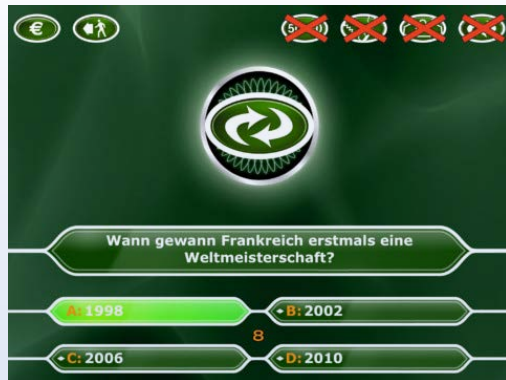 €
Wann gewann Frankreich erstmals eine
Weltmeisterschaft?
A: 1998
B: 2002
8
C: 2006
D: 2010